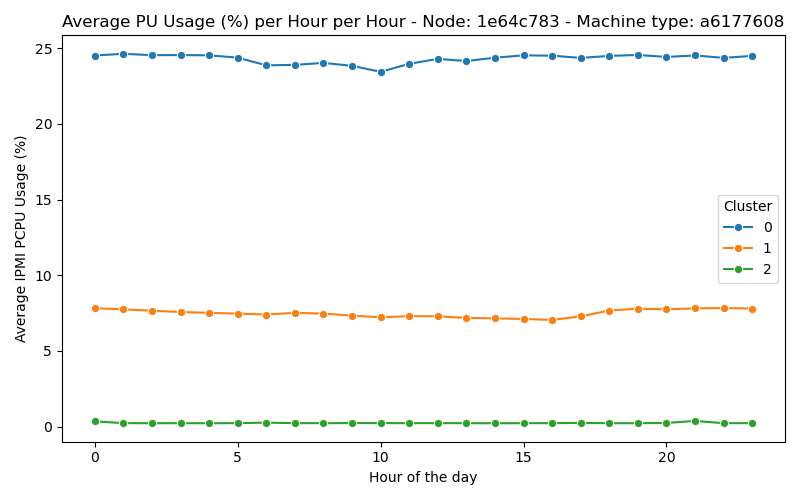 Average PU Usage (%) per Hour per Hour - Node: 1e64c783 - Machine type: a6177608
Average IPMI PCPU Usage (%)
25
20
15
10
5
0
Cluster
0
1
2
0 5 10 15 20
Hour of the day